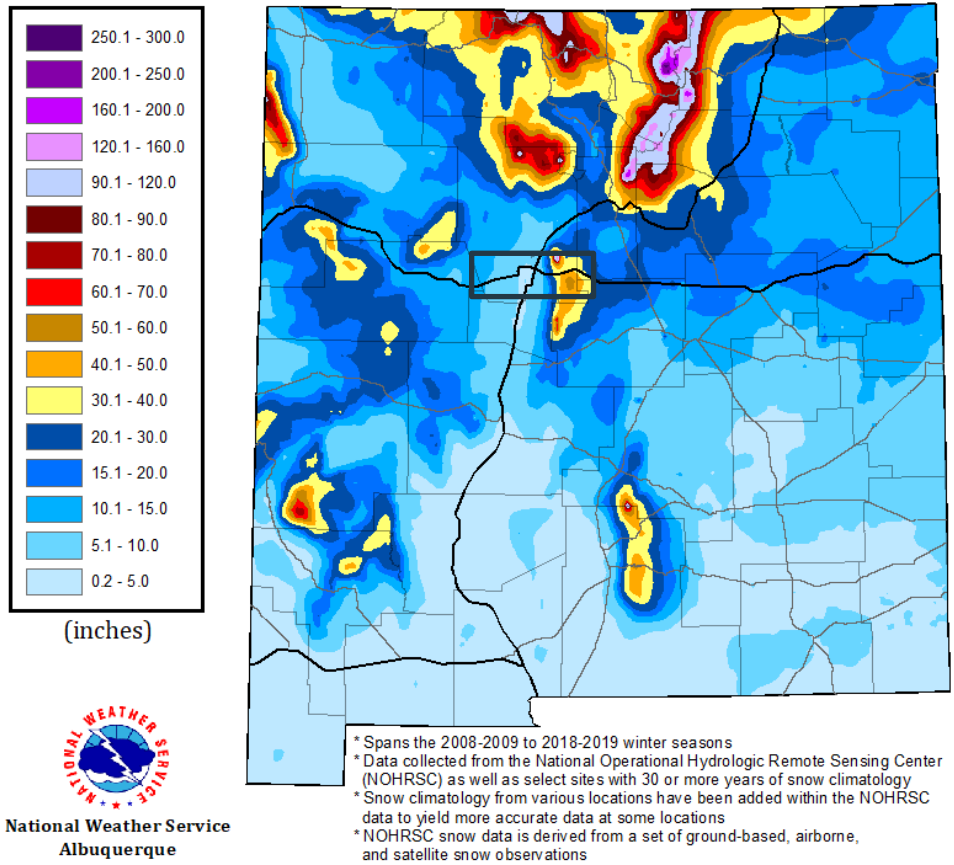 250.1 - 300.0
200.1 - 250.0
160.1 - 200.0
120.1 - 160.0
90.1 - 120.0
80.1 - 90.0
70.1 - 80.0
60.1 - 70.0
50.1 - 60.0
40.1 - 50.0
30.1 - 40.0
20.1 - 30.0
15.1 - 20.0
10.1 - 15.0
5.1 - 10.0
0.2 - 5.0
(inches)
NATIONAL WEATHER SERVICE
National Weather Service
Albuquerque
* Spans the 2008-2009 to 2018-2019 winter seasons
* Data collected from the National Operational Hydrologic Remote Sensing Center
(NOHRSC) as well as select sites with 30 or more years of snow climatology
* Snow climatology from various locations have been added within the NOHRSC
data to yield more accurate data at some locations
* NOHRSC snow data is derived from a set of ground-based, airborne,
and satellite snow observations